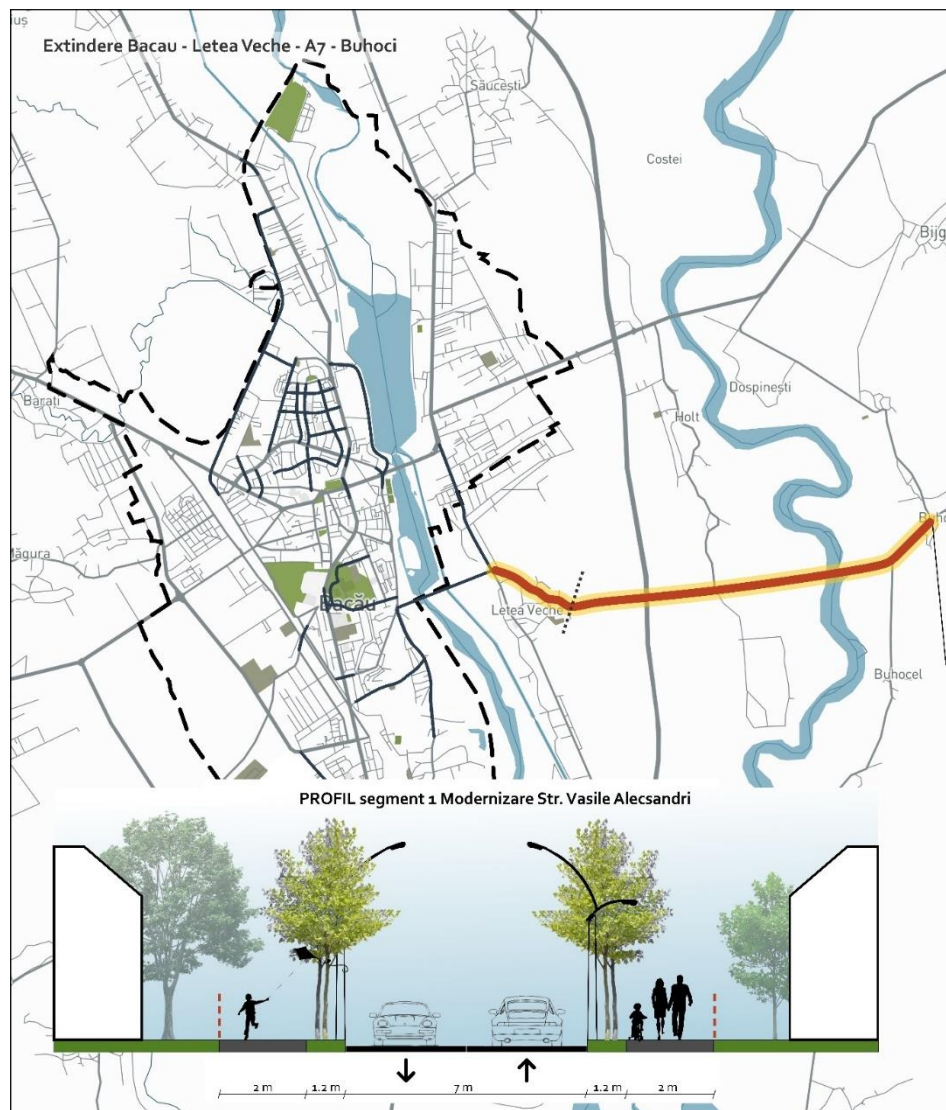 Extindere Bacau - Letea Veche - A7 - Buhoci
Săucești
Costei
Dospinești
Barați
Holt
Măgura
Letea Veche
Bacău
Buhocel
PROFIL segment 1 Modernizare Str. Vasile Alecsandri
2 m 1.2 m 7 m 1.2 m 2 m